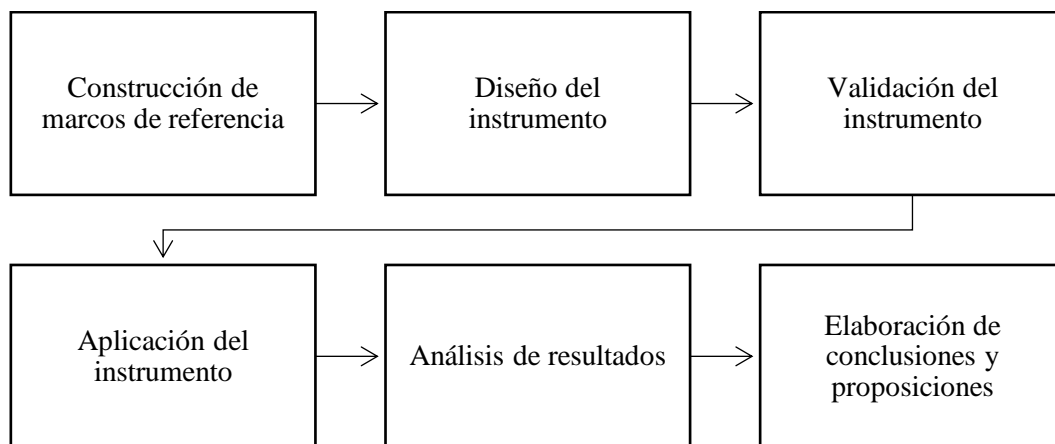 Construcción de
marcos de referencia
Diseño del
instrumento
Validación del
instrumento
Aplicación del
instrumento
Análisis de resultados
Elaboración de
conclusiones y
proposiciones